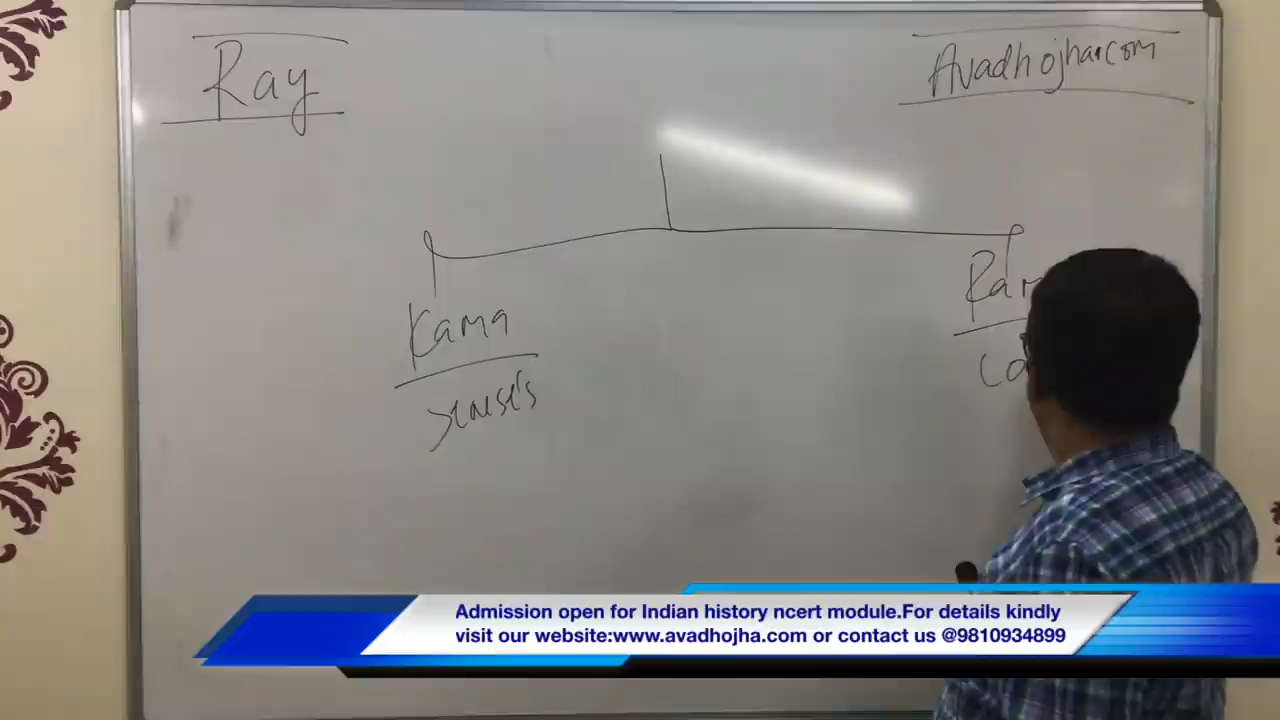 Ray
Avadhojha.com
Kama
senses
Admission open for Indian history ncert module.For details kindly
visit our website:www.avadhojha.com or contact us @9810934899